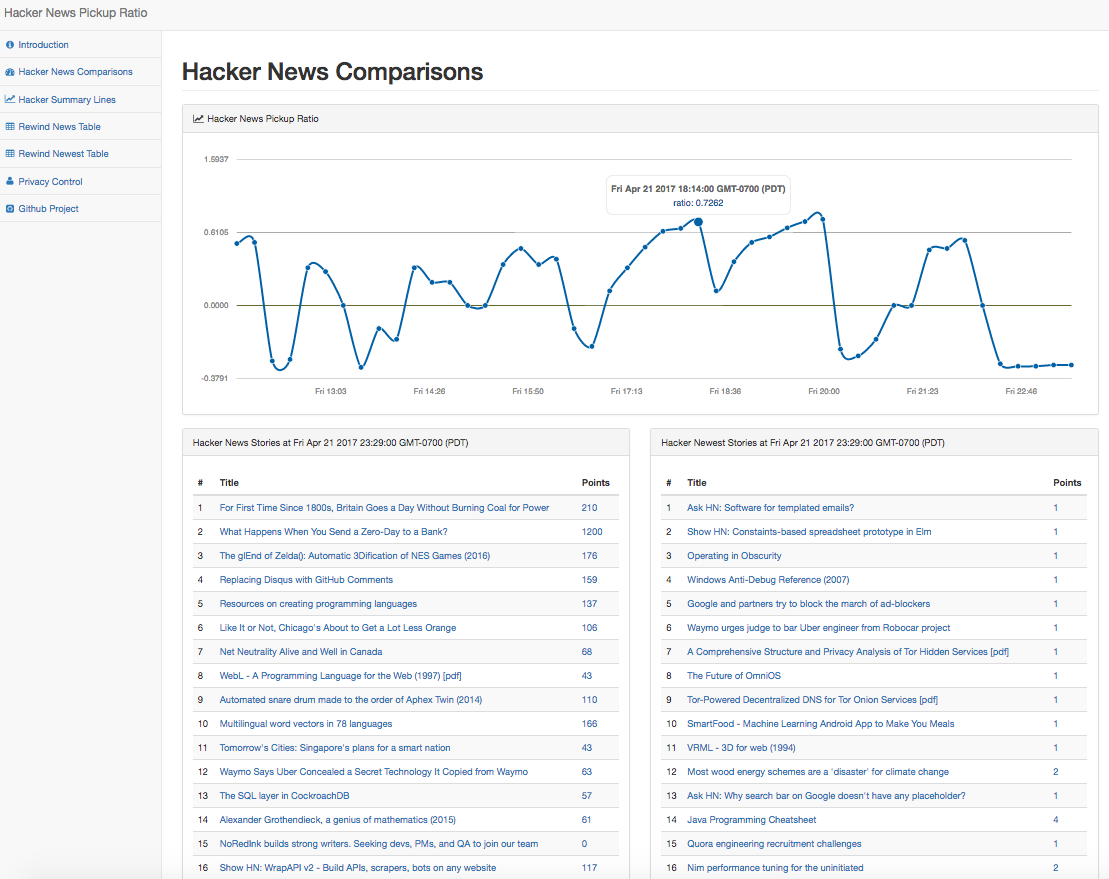 Hacker News Pickup Ratio
Introduction
Hacker News Comparisons
Hacker Summary Lines
Rewind News Table
Rewind Newest Table
Privacy Control
Github Project
Hacker News Comparisons
Hacker News Pickup Ratio
1.5937
Fri Apr 21 2017 18:14:00 GMT-0700 (PDT)
ratio: 0.7262
0.6105
0.0000
-0.3791
Fri 13:03 Fri 14:26 Fri 15:50 Fri 17:13 Fri 18:36 Fri 20:00 Fri 21:23 Fri 22:46
Hacker News Stories at Fri Apr 21 2017 23:29:00 GMT-0700 (PDT)
# Title Points
1 For First Time Since 1800s, Britain Goes a Day Without Burning Coal for Power 210
2 What Happens When You Send a Zero-Day to a Bank? 1200
3 The glEnd of Zelda(): Automatic 3Dification of NES Games (2016) 176
4 Replacing Disqus with GitHub Comments 159
5 Resources on creating programming languages 137
6 Like It or Not, Chicago's About to Get a Lot Less Orange 106
7 Net Neutrality Alive and Well in Canada 68
8 WebL - A Programming Language for the Web (1997) [pdf] 43
9 Automated snare drum made to the order of Aphex Twin (2014) 110
10 Multilingual word vectors in 78 languages 166
11 Tomorrow's Cities: Singapore's plans for a smart nation 43
12 Waymo Says Uber Concealed a Secret Technology It Copied from Waymo 63
13 The SQL layer in CockroachDB 57
14 Alexander Grothendieck, a genius of mathematics (2015) 61
15 NoRedInk builds strong writers. Seeking devs, PMs, and QA to join our team 0
16 Show HN: WrapAPI v2 - Build APIs, scrapers, bots on any website 117
Hacker Newest Stories at Fri Apr 21 2017 23:29:00 GMT-0700 (PDT)
# Title Points
1 Ask HN: Software for templated emails? 1
2 Show HN: Constaints-based spreadsheet prototype in Elm 1
3 Operating in Obscurity 1
4 Windows Anti-Debug Reference (2007) 1
5 Google and partners try to block the march of ad-blockers 1
6 Waymo urges judge to bar Uber engineer from Robocar project 1
7 A Comprehensive Structure and Privacy Analysis of Tor Hidden Services [pdf] 1
8 The Future of OmniOS 1
9 Tor-Powered Decentralized DNS for Tor Onion Services [pdf] 1
10 SmartFood - Machine Learning Android App to Make You Meals 1
11 VRML - 3D for web (1994) 1
12 Most wood energy schemes are a 'disaster' for climate change 2
13 Ask HN: Why search bar on Google doesn't have any placeholder? 1
14 Java Programming Cheatsheet 4
15 Quora engineering recruitment challenges 1
16 Nim performance tuning for the uninitiated 2